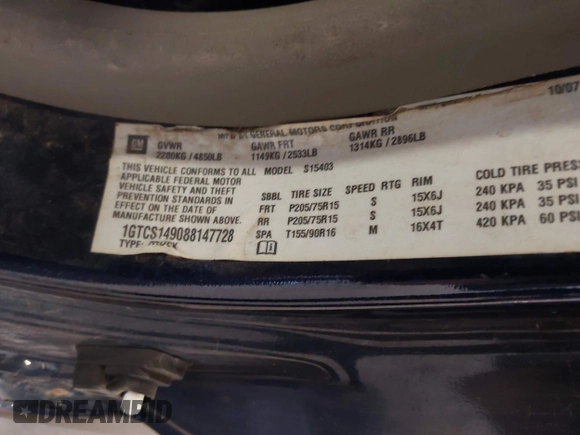 MFD BY GENERAL MOTORS CORPORATION 10/07
GM GVWR GAWR FRT GAWR RR
2200KG / 4850LB 1149KG / 2533LB 1314KG / 2896LB
THIS VEHICLE CONFORMS TO ALL MODEL S15403
APPLICABLE FEDERAL MOTOR
VEHICLE SAFETY AND THEFT SBBL TIRE SIZE SPEED RTG RIM COLD TIRE PRES
PREVENTION STANDARDS IN FRT P205/75R15 S 15X6J 240 KPA 35 PSI
EFFECT ON THE DATE OF RR P205/75R15 S 15X6J 240 KPA 35 PSI
MANUFACTURE SHOWN ABOVE. SPA T155/90R16 M 16X4T 420 KPA 60 PSI
1GTCS149088147728
TYPE: TRUCK
DREAMBID